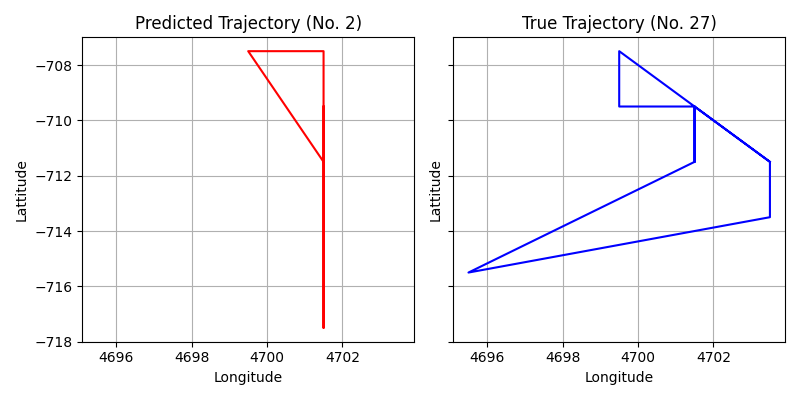 Predicted Trajectory (No. 2)
True Trajectory (No. 27)
Lattitude
−708
−710
−712
−714
−716
−718
4696
4698
4700
4702
Longitude
Lattitude
4696
4698
4700
4702
Longitude